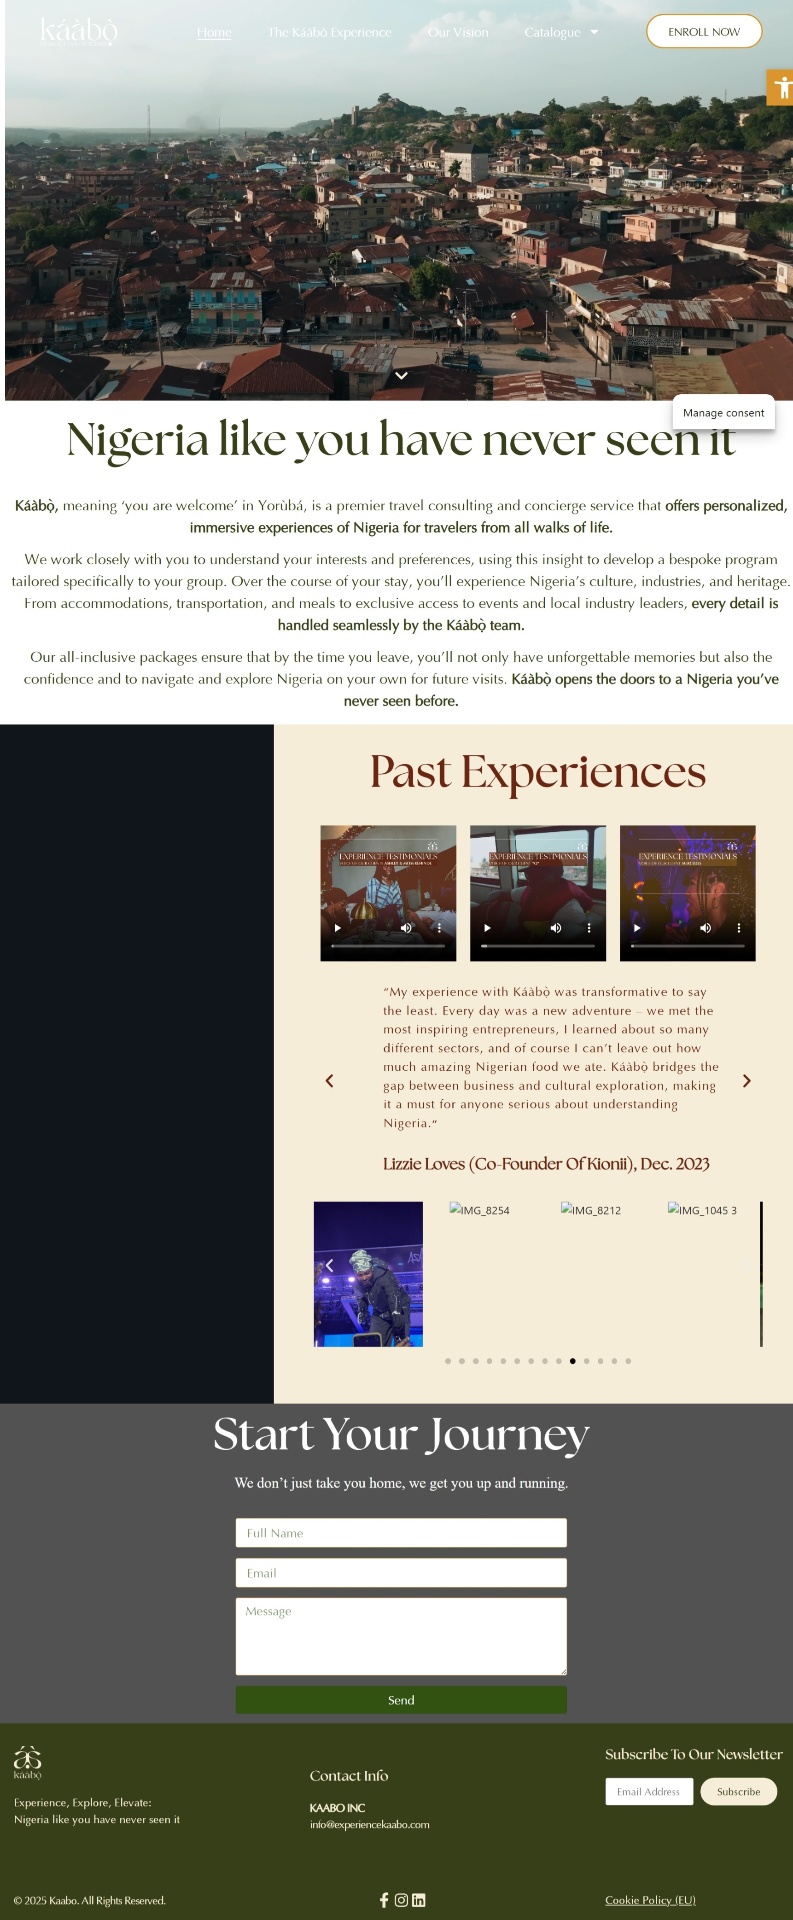 káàbọ̀
Home
The Káàbọ̀ Experience
Our Vision
Catalogue
ENROLL NOW
Manage consent
Nigeria like you have never seen it
Káàbọ̀, meaning ‘you are welcome’ in Yorùbá, is a premier travel consulting and concierge service that offers personalized,
immersive experiences of Nigeria for travelers from all walks of life.
We work closely with you to understand your interests and preferences, using this insight to develop a bespoke program
tailored specifically to your group. Over the course of your stay, you’ll experience Nigeria’s culture, industries, and heritage.
From accommodations, transportation, and meals to exclusive access to events and local industry leaders, every detail is
handled seamlessly by the Káàbọ̀ team.
Our all-inclusive packages ensure that by the time you leave, you’ll not only have unforgettable memories but also the
confidence and to navigate and explore Nigeria on your own for future visits. Káàbọ̀ opens the doors to a Nigeria you’ve
never seen before.
Past Experiences
EXPERIENCE TESTIMONIALS
EXPERIENCE TESTIMONIALS
EXPERIENCE TESTIMONIALS
“My experience with Káàbọ̀ was transformative to say
the least. Every day was a new adventure – we met the
most inspiring entrepreneurs, I learned about so many
different sectors, and of course I can’t leave out how
much amazing Nigerian food we ate. Káàbọ̀ bridges the
gap between business and cultural exploration, making
it a must for anyone serious about understanding
Nigeria.“
Lizzie Loves (Co-Founder Of Kionii), Dec. 2023
IMG_8254
IMG_8212
IMG_1045 3
Start Your Journey
We don’t just take you home, we get you up and running.
Full Name
Email
Message
Send
káàbọ̀
Experience, Explore, Elevate:
Nigeria like you have never seen it
Contact Info
KAABO INC
info@experiencekaabo.com
Subscribe To Our Newsletter
Email Address
Subscribe
© 2025 Kaabo. All Rights Reserved.
Cookie Policy (EU)